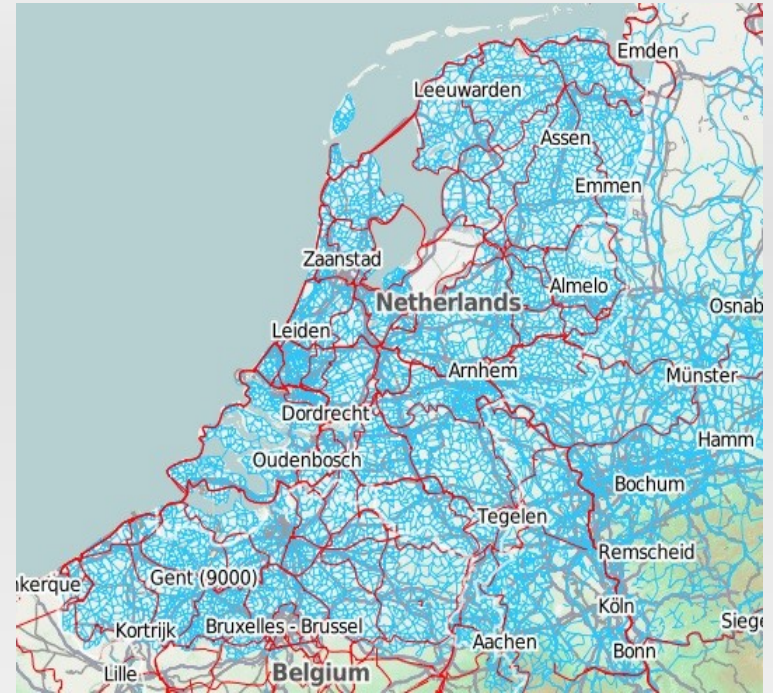 Emden
Leeuwarden
Assen
Emmen
Zaanstad
Almelo
Netherlands
Osnab
Leiden
Arnhem
Münster
Dordrecht
Hamm
Oudenbosch
Bochum
Tegelen
Remscheid
nkerque
Gent (9000)
Köln
Kortrijk
Bruxelles - Brussel
Siege
Aachen
Bonn
Lille
Belgium